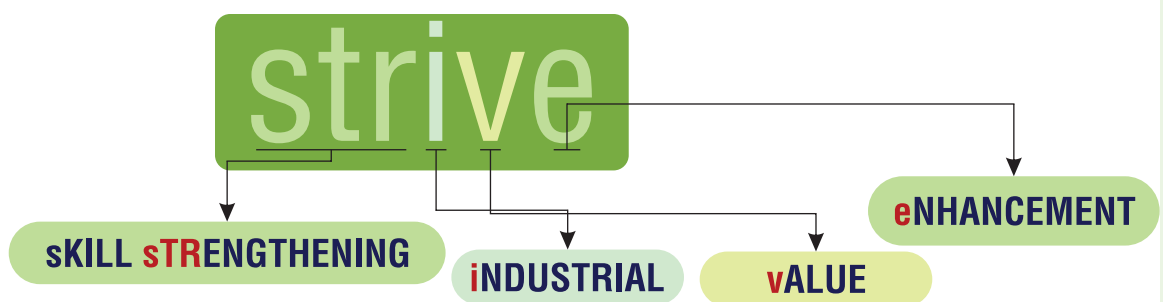 strive
sKILL sTRENGTHENING
iNDUSTRIAL
vALUE
eNHANCEMENT